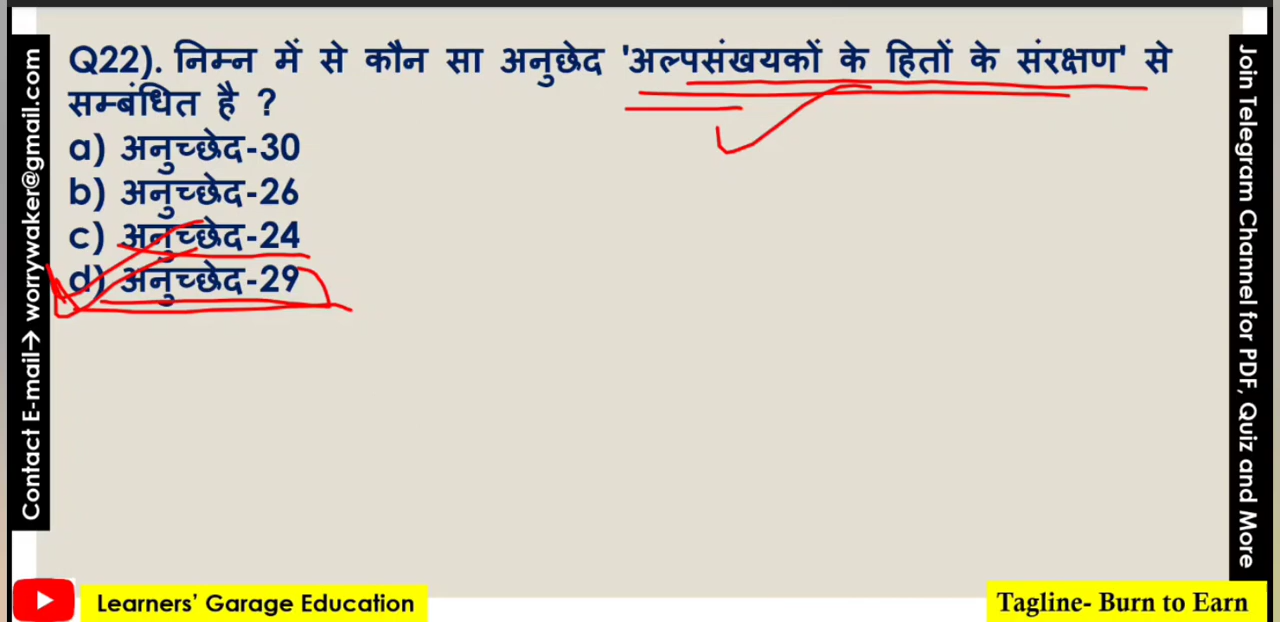 Q22). निम्न में से कौन सा अनुछेद 'अल्पसंखयकों के हितों के संरक्षण' से
सम्बंधित है ?
a) अनुच्छेद-30
b) अनुच्छेद-26
c) अनुच्छेद-24
d) अनुच्छेद-29
Contact E-mail→ worrywaker@gmail.com
Join Telegram Channel for PDF, Quiz and More
Learners' Garage Education
Tagline- Burn to Earn